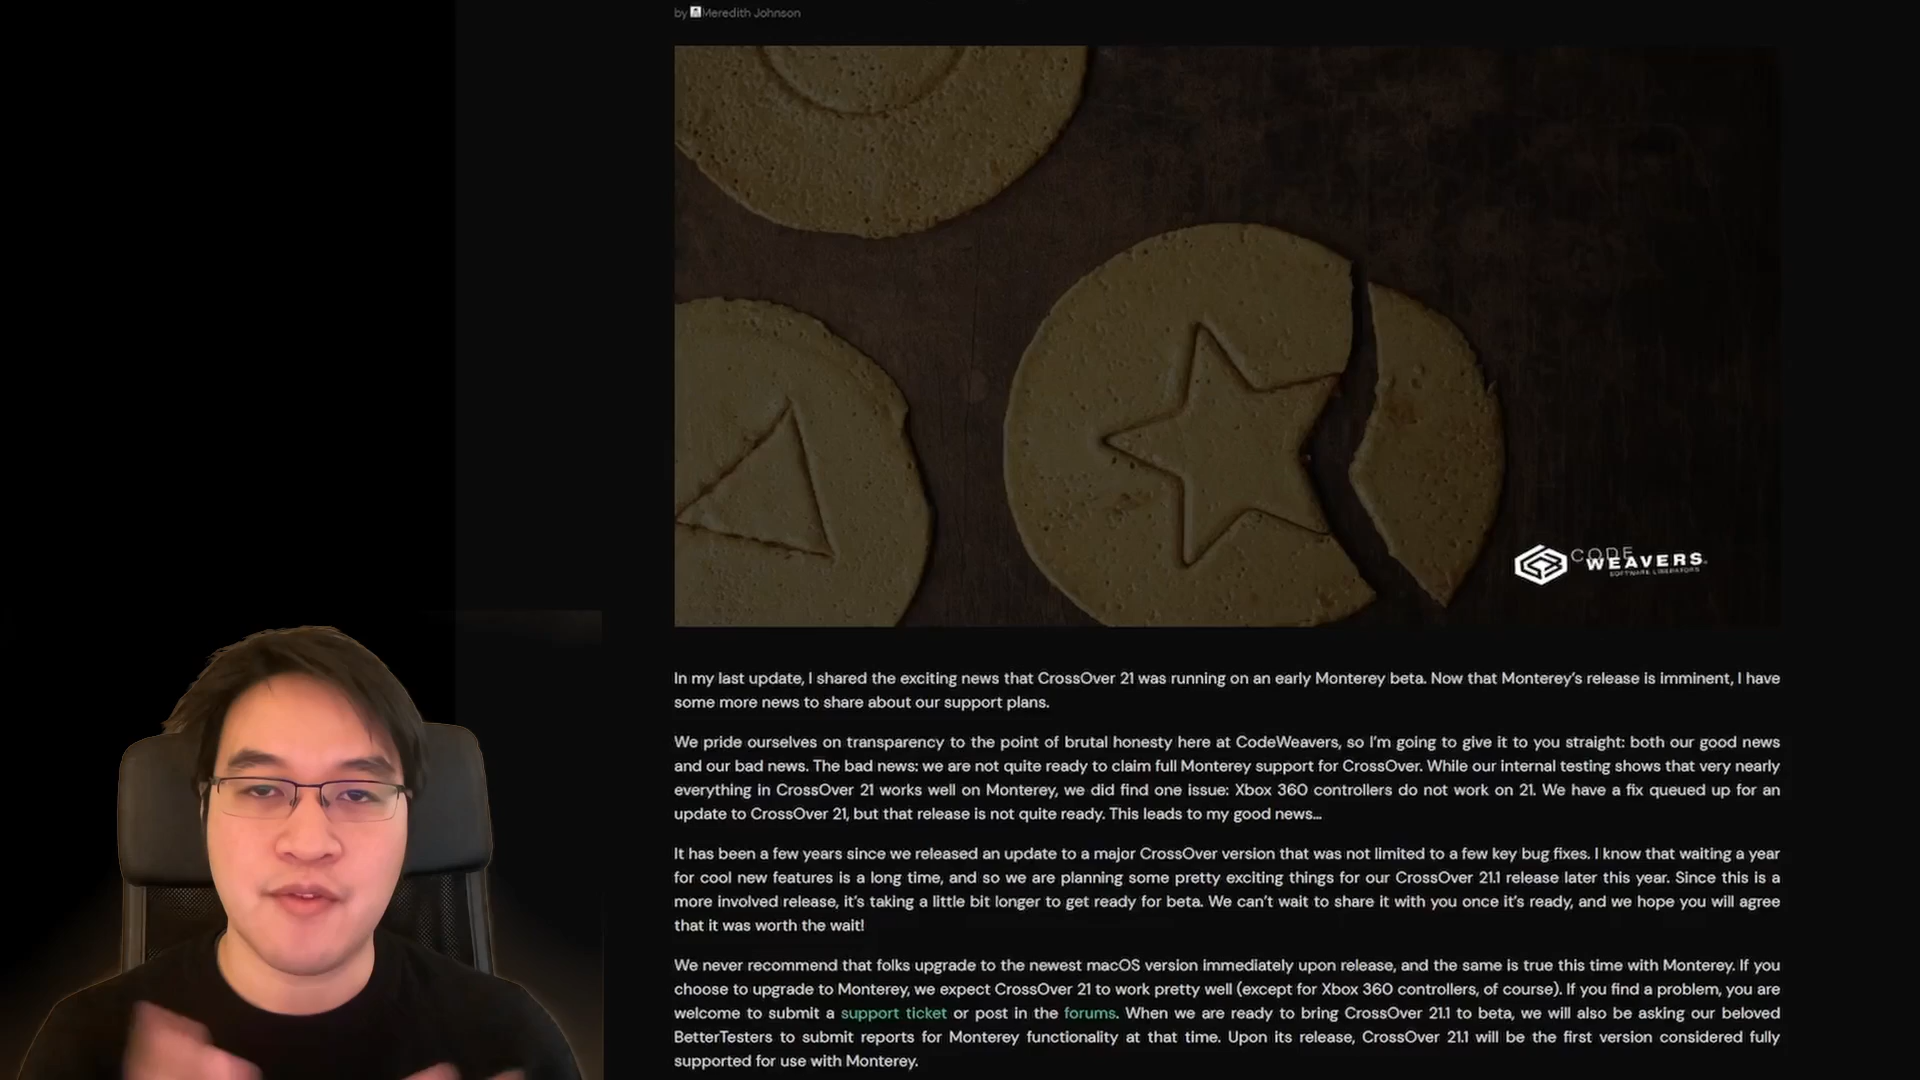 by Meredith Johnson
CODE
WEAVERS
SOFTWARE LIBERATORS
In my last update, I shared the exciting news that CrossOver 21 was running on an early Monterey beta. Now that Monterey's release is imminent, I have
some more news to share about our support plans.
We pride ourselves on transparency to the point of brutal honesty here at CodeWeavers, so I'm going to give it to you straight: both our good news
and our bad news. The bad news: we are not quite ready to claim full Monterey support for CrossOver. While our internal testing shows that very nearly
everything in CrossOver 21 works well on Monterey, we did find one issue: Xbox 360 controllers do not work on 21. We have a fix queued up for an
update to CrossOver 21, but that release is not quite ready. This leads to my good news...
It has been a few years since we released an update to a major CrossOver version that was not limited to a few key bug fixes. I know that waiting a year
for cool new features is a long time, and so we are planning some pretty exciting things for our CrossOver 21.1 release later this year. Since this is a
more involved release, it's taking a little bit longer to get ready for beta. We can't wait to share it with you once it's ready, and we hope you will agree
that it was worth the wait!
We never recommend that folks upgrade to the newest macOS version immediately upon release, and the same is true this time with Monterey. If you
choose to upgrade to Monterey, we expect CrossOver 21 to work pretty well (except for Xbox 360 controllers, of course). If you find a problem, you are
welcome to submit a support ticket or post in the forums. When we are ready to bring CrossOver 21.1 to beta, we will also be asking our beloved
BetterTesters to submit reports for Monterey functionality at that time. Upon its release, CrossOver 21.1 will be the first version considered fully
supported for use with Monterey.